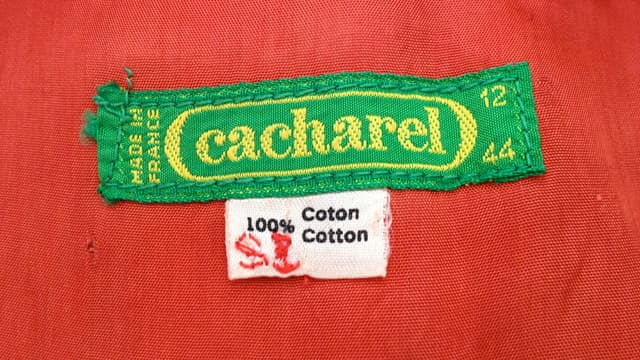 MADE IN
FRANCE
cacharel
12
44
100% Coton
Cotton